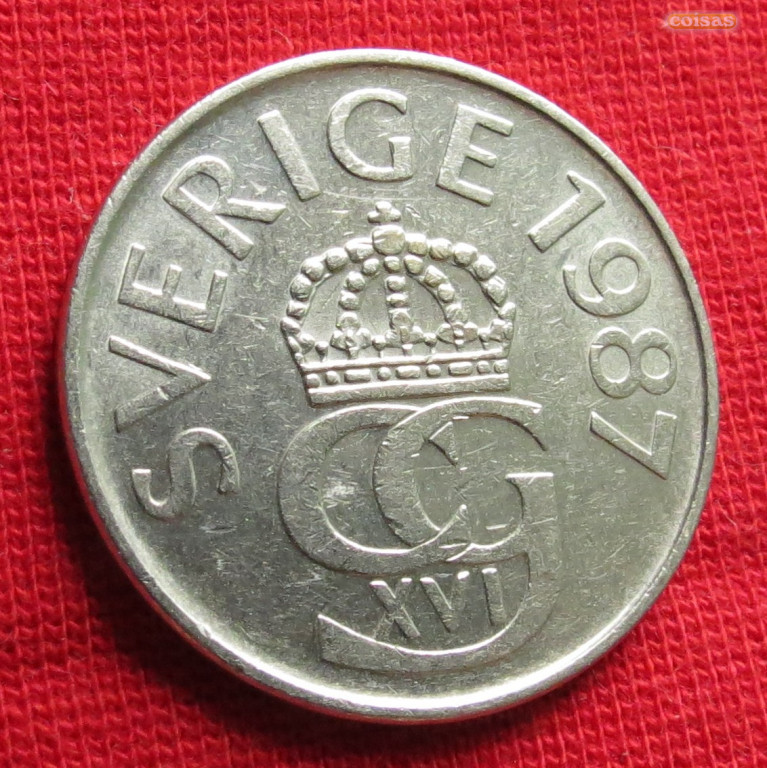 coisas
SVERIGE 1987
CG
XVI